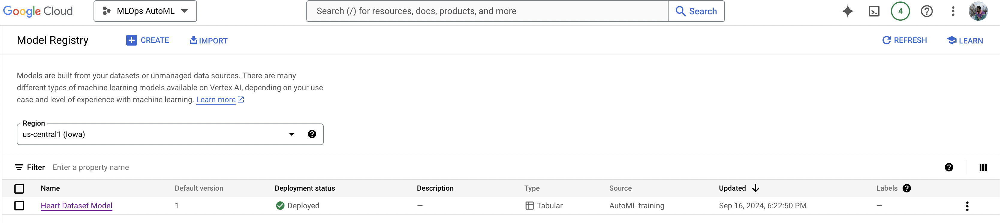 Google Cloud
MLOps AutoML
Search (/) for resources, docs, products, and more
Search
4
Model Registry
CREATE
IMPORT
REFRESH
LEARN
Models are built from your datasets or unmanaged data sources. There are many
different types of machine learning models available on Vertex AI, depending on your use
case and level of experience with machine learning. Learn more
Region
us-central1 (Iowa)
Filter Enter a property name
Name Default version Deployment status Description Type Source Updated Labels
Heart Dataset Model 1 Deployed — Tabular AutoML training Sep 16, 2024, 6:22:50 PM —